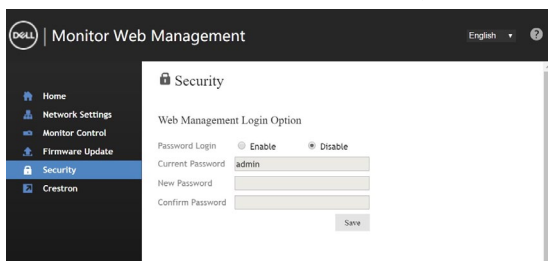 DELL | Monitor Web Management
English
?
Home
Network Settings
Monitor Control
Firmware Update
Security
Crestron
Security
Web Management Login Option
Password Login Enable Disable
Current Password admin
New Password
Confirm Password
Save